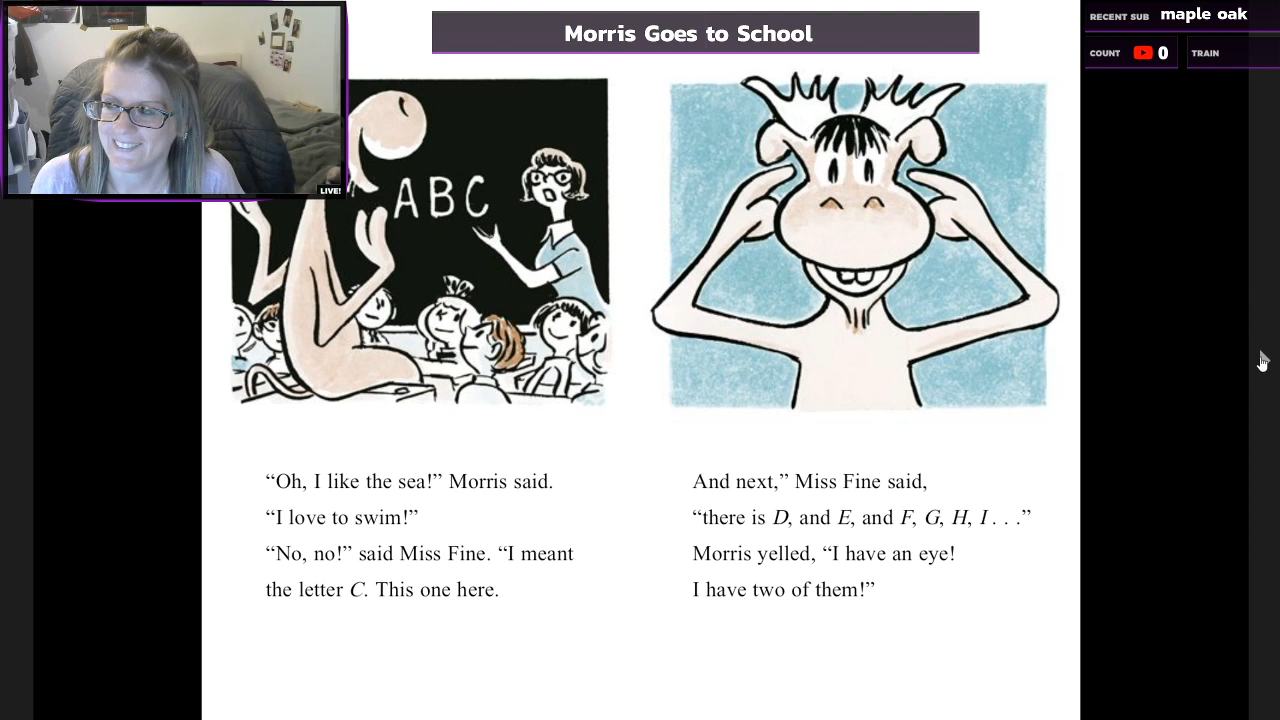 Morris Goes to School
RECENT SUB maple oak
COUNT 0 TRAIN
LIVE!
A B C
“Oh, I like the sea!” Morris said.
“I love to swim!”
“No, no!” said Miss Fine. “I meant
the letter C. This one here.
And next,” Miss Fine said,
“there is D, and E, and F, G, H, I . . .”
Morris yelled, “I have an eye!
I have two of them!”